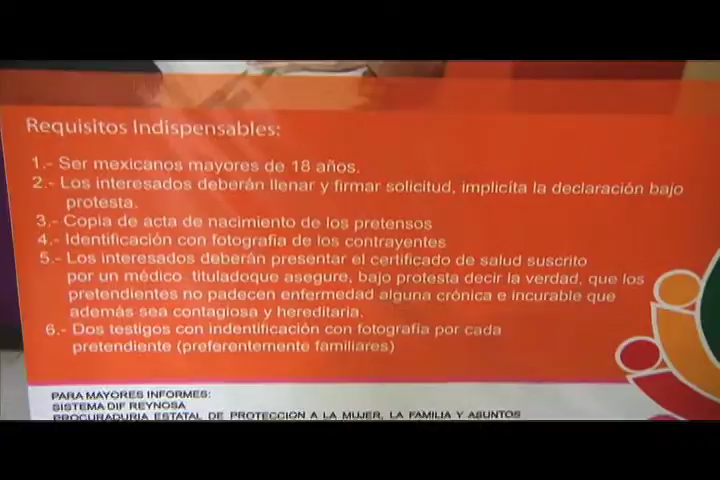 Requisitos Indispensables:
1.- Ser mexicanos mayores de 18 años.
2.- Los interesados deberán llenar y firmar solicitud, implicíta la declaración bajo
protesta.
3.- Copia de acta de nacimiento de los pretensos
4.- Identificación con fotografía de los contrayentes
5.- Los interesados deberán presentar el certificado de salud suscrito
por un médico tituladoque asegure, bajo protesta decir la verdad, que los
pretendientes no padecen enfermedad alguna crónica e incurable que
además sea contagiosa y hereditaria.
6.- Dos testigos con indentificación con fotografía por cada
pretendiente (preferentemente familiares)
PARA MAYORES INFORMES:
SISTEMA DIF REYNOSA
PROCURADURIA ESTATAL DE PROTECCION A LA MUJER, LA FAMILIA Y ASUNTOS